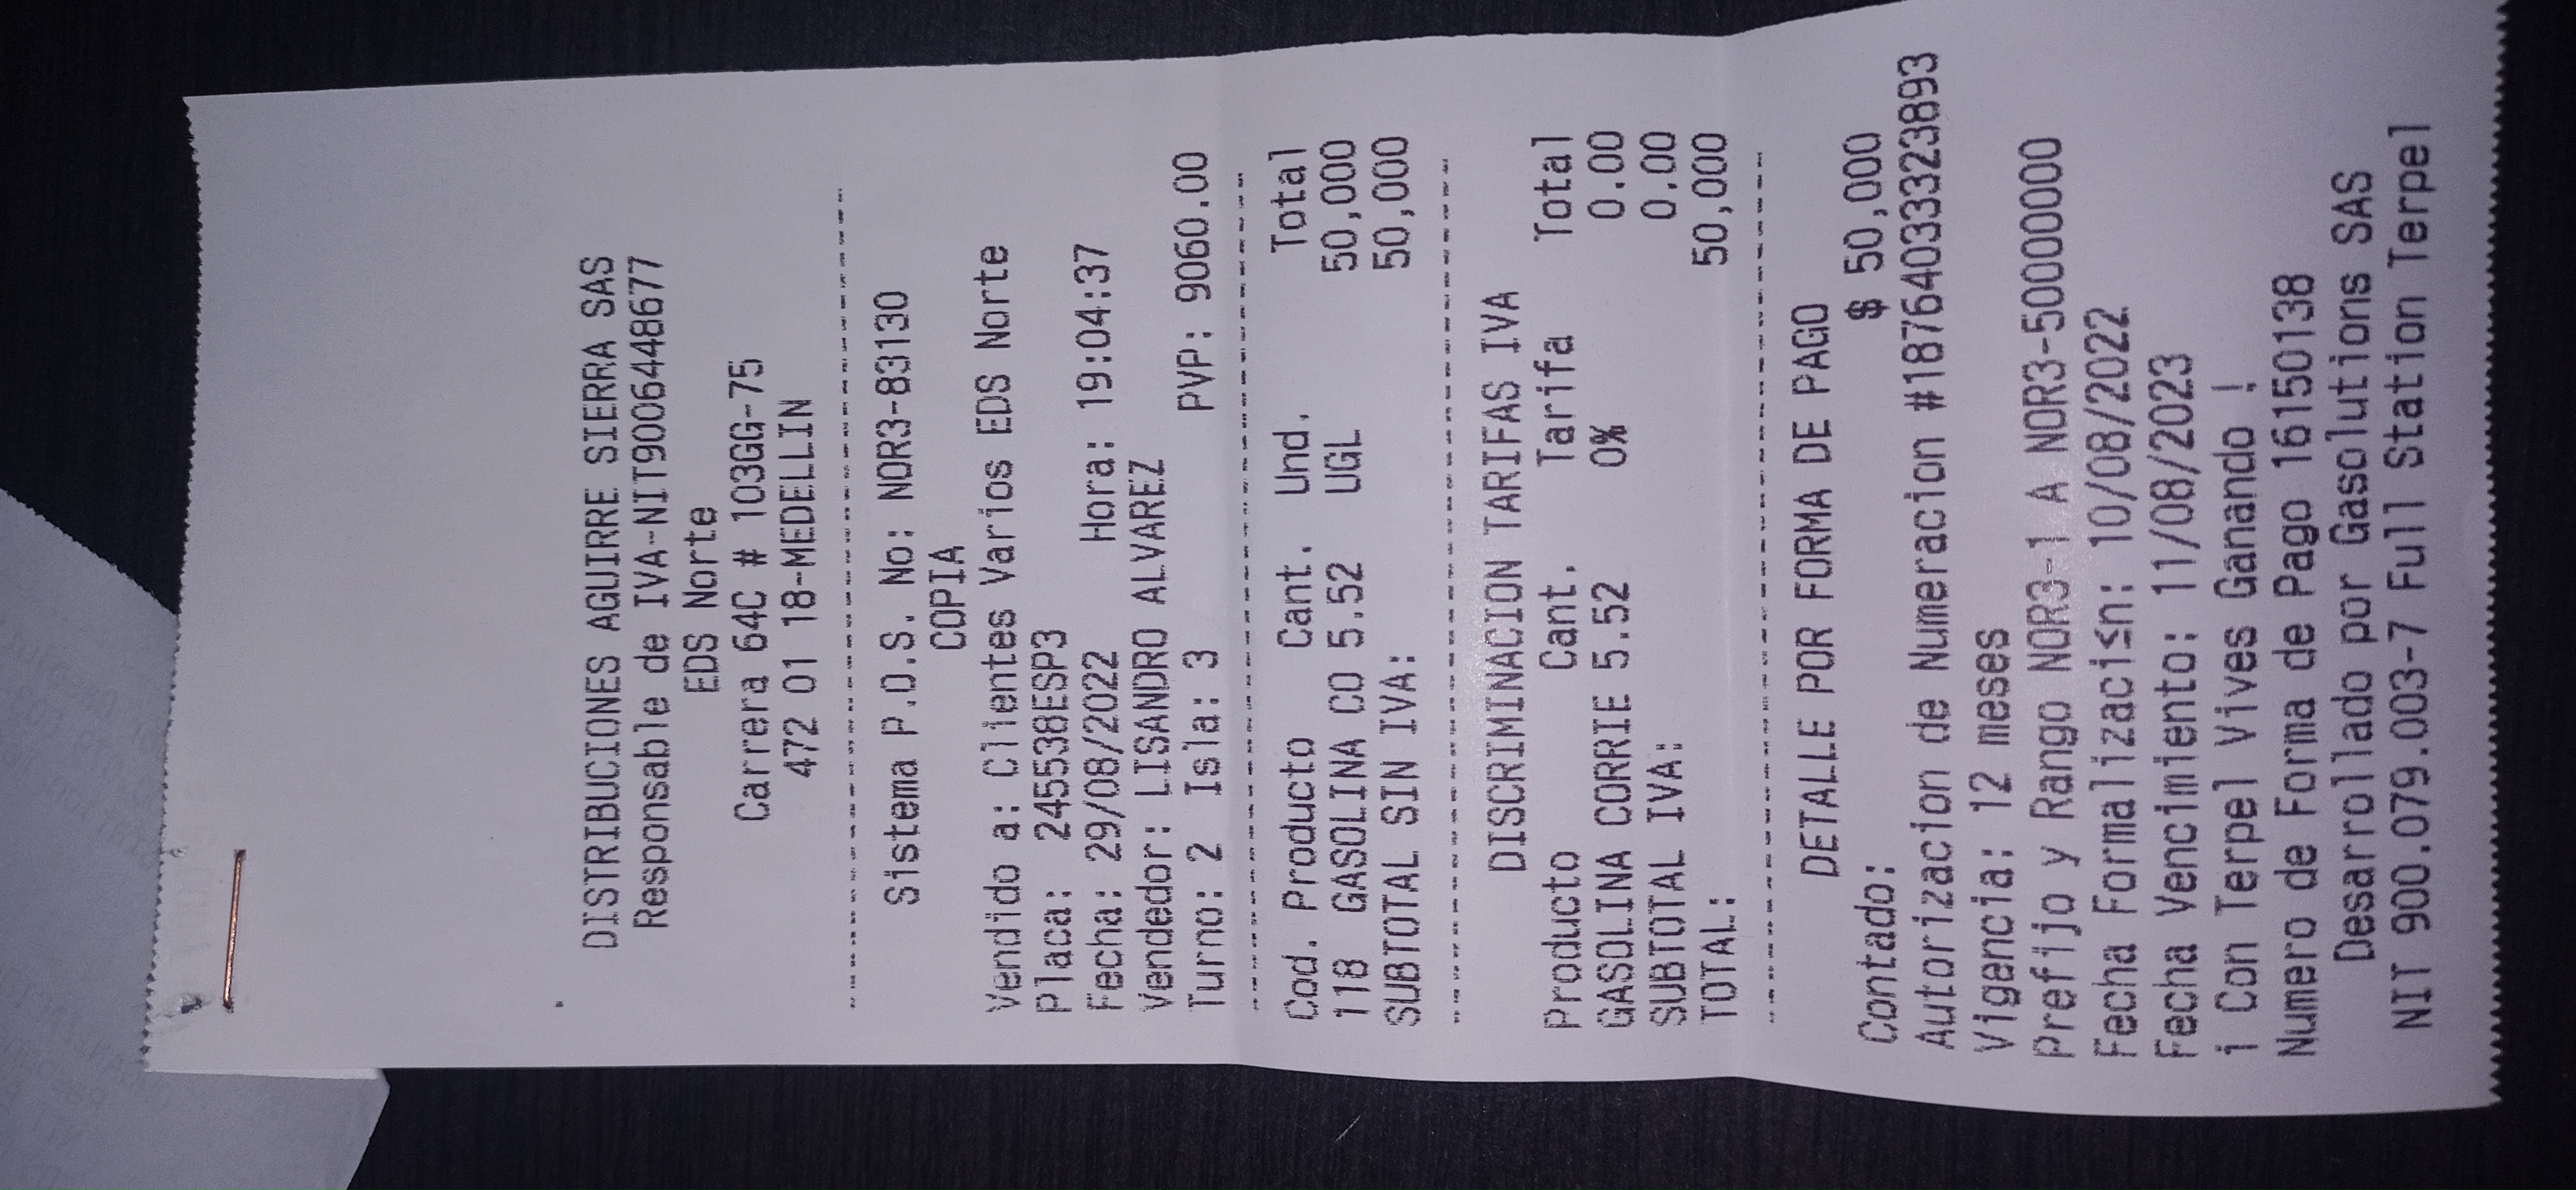 DISTRIBUCIONES AGUIRRE SIERRA SAS
Responsable de IVA-NIT9006448677
EDS Norte
Carrera 64C # 103GG-75
472 01 18-MEDELLIN
Sistema P.O.S. No: NOR3-83130
COPIA
Vendido a: Clientes Varios EDS Norte
Placa: 245538ESP3
Fecha: 29/08/2022 Hora: 19:04:37
Vendedor: LISANDRO ALVAREZ
Turno: 2 Isla: 3 PVP: 9060.00
Cod. Producto Cant. Und. Total
118 GASOLINA CO 5.52 UGL 50,000
SUBTOTAL SIN IVA: 50,000
DISCRIMINACION TARIFAS IVA
Producto Cant. Tarifa Total
GASOLINA CORRIE 5.52 0% 0.00
SUBTOTAL IVA: 0.00
TOTAL: 50,000
DETALLE POR FORMA DE PAGO
Contado: $ 50,000
Autorizacion de Numeracion #18764033323893
Vigencia: 12 meses
Prefijo y Rango NOR3-1 A NOR3-5000000
Fecha Formalizaci≤n: 10/08/2022
Fecha Vencimiento: 11/08/2023
¡ Con Terpel Vives Ganando !
Numero de Forma de Pago 16150138
Desarrollado por Gasolutions SAS
NIT 900.079.003-7 Full Station Terpel